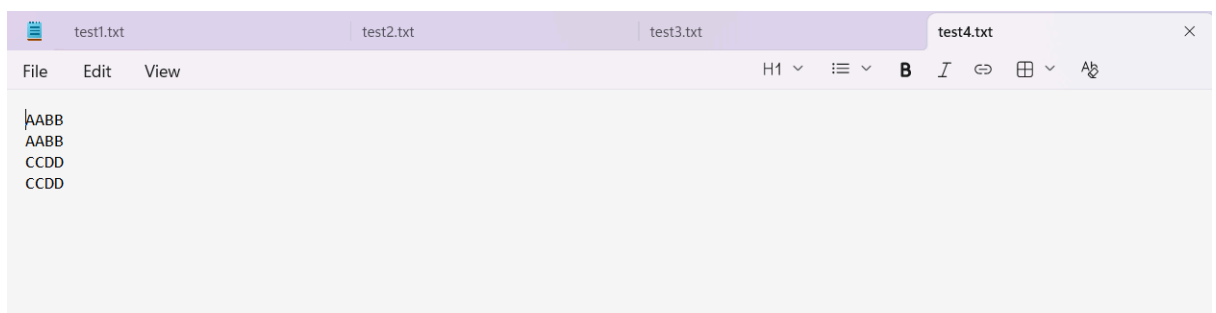 test1.txt test2.txt test3.txt test4.txt
File Edit View H1 B I
AABB
AABB
CCDD
CCDD